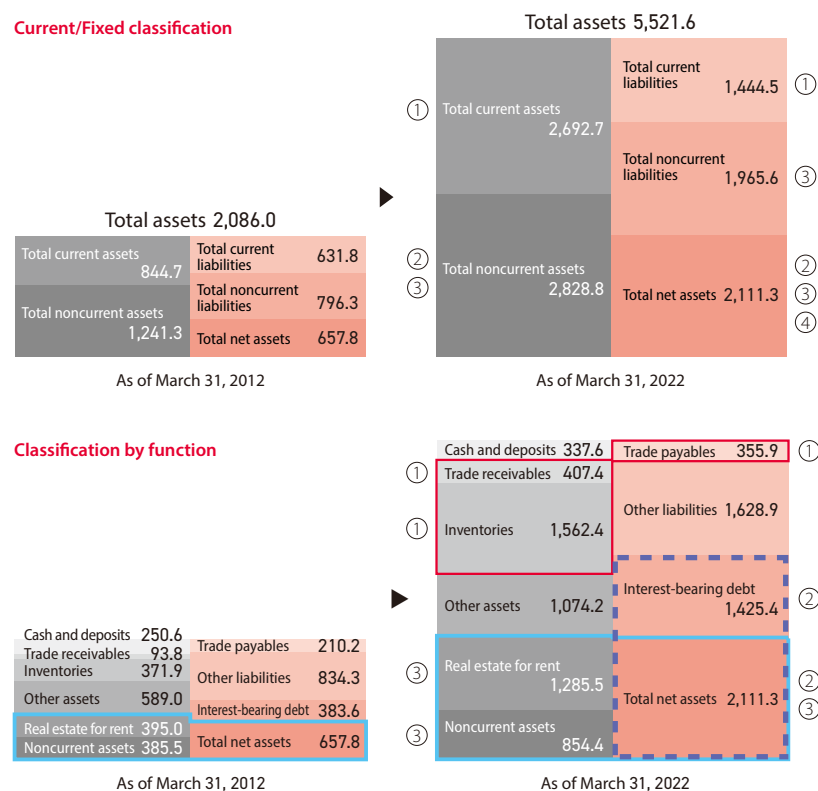 Current/Fixed classification
Total assets 2,086.0
Total current assets
844.7
Total noncurrent assets
1,241.3
Total current
liabilities 631.8
Total noncurrent
liabilities 796.3
Total net assets 657.8
As of March 31, 2012
▶
Total assets 5,521.6
①
Total current assets
2,692.7
②
③
Total noncurrent assets
2,828.8
Total current
liabilities
1,444.5
①
Total noncurrent
liabilities
1,965.6
③
Total net assets 2,111.3
②
③
④
As of March 31, 2022
Classification by function
Cash and deposits 250.6
Trade receivables 93.8
Inventories 371.9
Other assets 589.0
Real estate for rent 395.0
Noncurrent assets 385.5
Trade payables 210.2
Other liabilities 834.3
Interest-bearing debt 383.6
Total net assets 657.8
As of March 31, 2012
▶
Cash and deposits 337.6
① Trade receivables 407.4
① Inventories 1,562.4
Other assets 1,074.2
③ Real estate for rent
1,285.5
③ Noncurrent assets
854.4
Trade payables 355.9 ①
Other liabilities 1,628.9
Interest-bearing debt
1,425.4
②
Total net assets 2,111.3
②
③
As of March 31, 2022